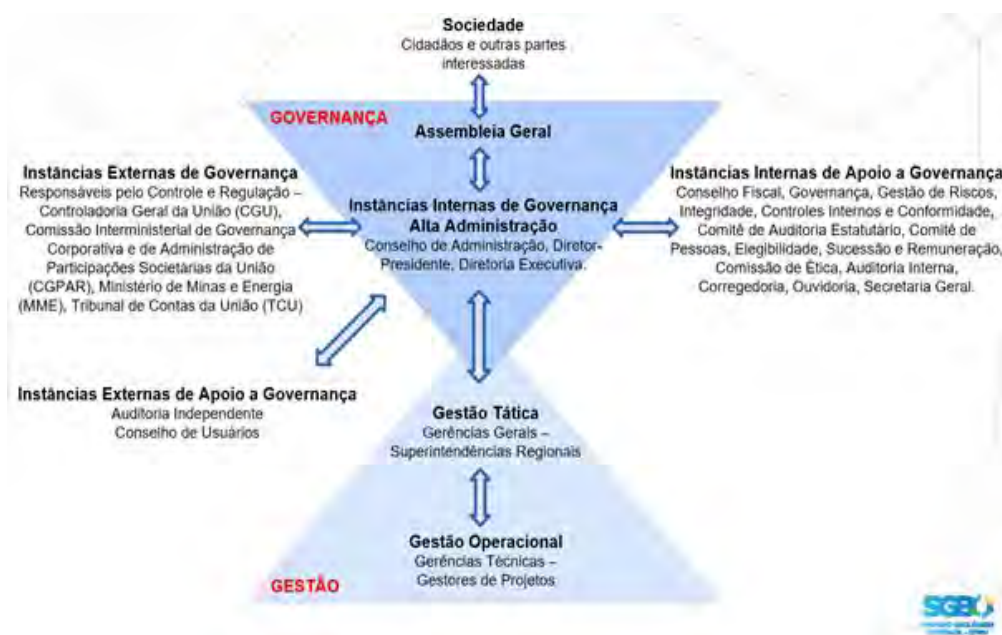 Sociedade
Cidadãos e outras partes
interessadas
GOVERNANÇA
Assembleia Geral
Instâncias Externas de Governança
Responsáveis pelo Controle e Regulação –
Controladoria Geral da União (CGU),
Comissão Interministerial de Governança
Corporativa e de Administração de
Participações Societárias da União
(CGPAR), Ministério de Minas e Energia
(MME), Tribunal de Contas da União (TCU)
Instâncias Internas de Governança
Alta Administração
Conselho de Administração, Diretor-
Presidente, Diretoria Executiva.
Instâncias Internas de Apoio a Governança
Conselho Fiscal, Governança, Gestão de Riscos,
Integridade, Controles Internos e Conformidade,
Comitê de Auditoria Estatutário, Comitê de
Pessoas, Elegibilidade, Sucessão e Remuneração,
Comissão de Ética, Auditoria Interna,
Corregedoria, Ouvidoria, Secretaria Geral.
Instâncias Externas de Apoio a Governança
Auditoria Independente
Conselho de Usuários
Gestão Tática
Gerências Gerais –
Superintendências Regionais
Gestão Operacional
Gerências Técnicas –
Gestores de Projetos
GESTÃO
SGB